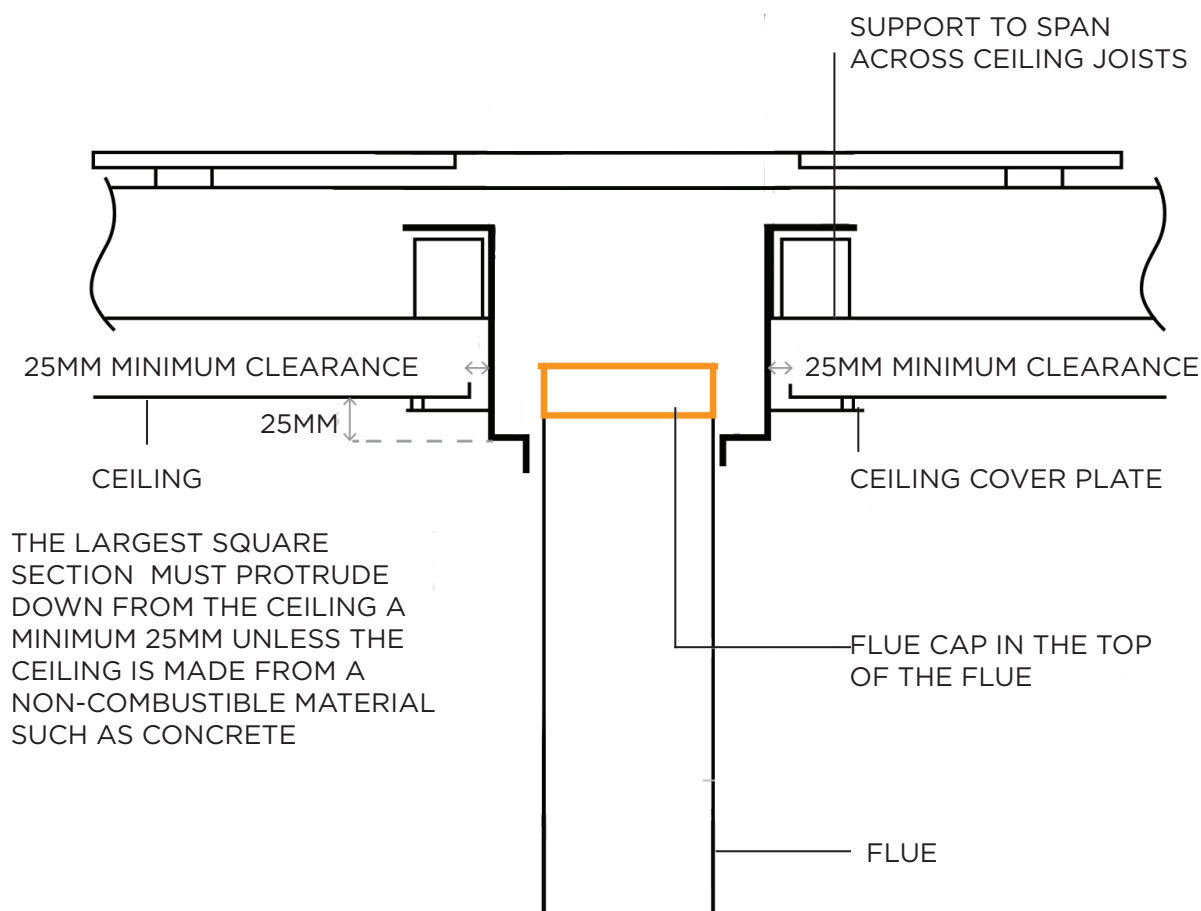 SUPPORT TO SPAN
ACROSS CEILING JOISTS
25MM MINIMUM CLEARANCE
25MM MINIMUM CLEARANCE
25MM
CEILING
CEILING COVER PLATE
THE LARGEST SQUARE
SECTION MUST PROTRUDE
DOWN FROM THE CEILING A
MINIMUM 25MM UNLESS THE
CEILING IS MADE FROM A
NON-COMBUSTIBLE MATERIAL
SUCH AS CONCRETE
FLUE CAP IN THE TOP
OF THE FLUE
FLUE